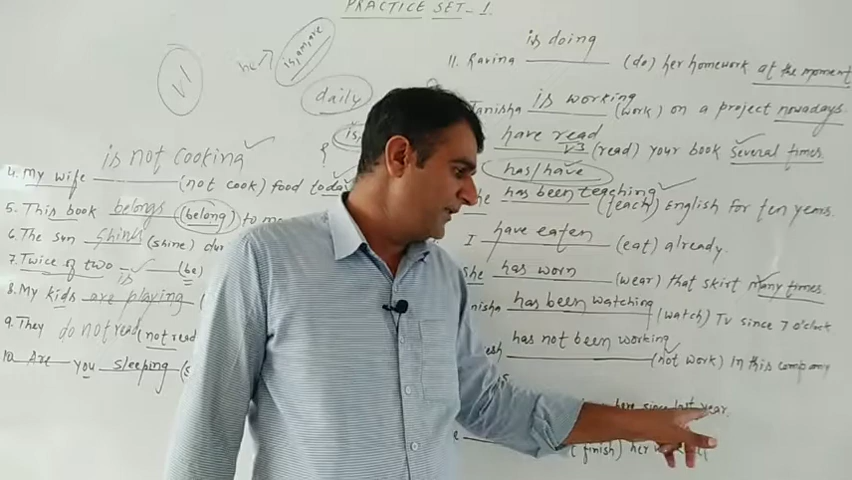 PRACTICE SET - 1
V1
he → is, am, are
daily
is
4. My wife is not cooking (not cook) food today
5. This book belongs (belong) to
6. The sun shines (shine)
7. Twice of two is (be)
8. My kids are playing
9. They do not read (not read
10. Are you sleeping
11. Ravina is doing (do) her homework at the moment
Tanisha is working (work) on a project nowadays.
have read (read) your book several times.
V3
has/have
has been teaching (teach) English for ten years.
I have eaten (eat) already.
She has worn (wear) that skirt many times.
has been watching (watch) TV since 7 o'clock
has not been working (not work) In this company
here since last year.
(finish) her